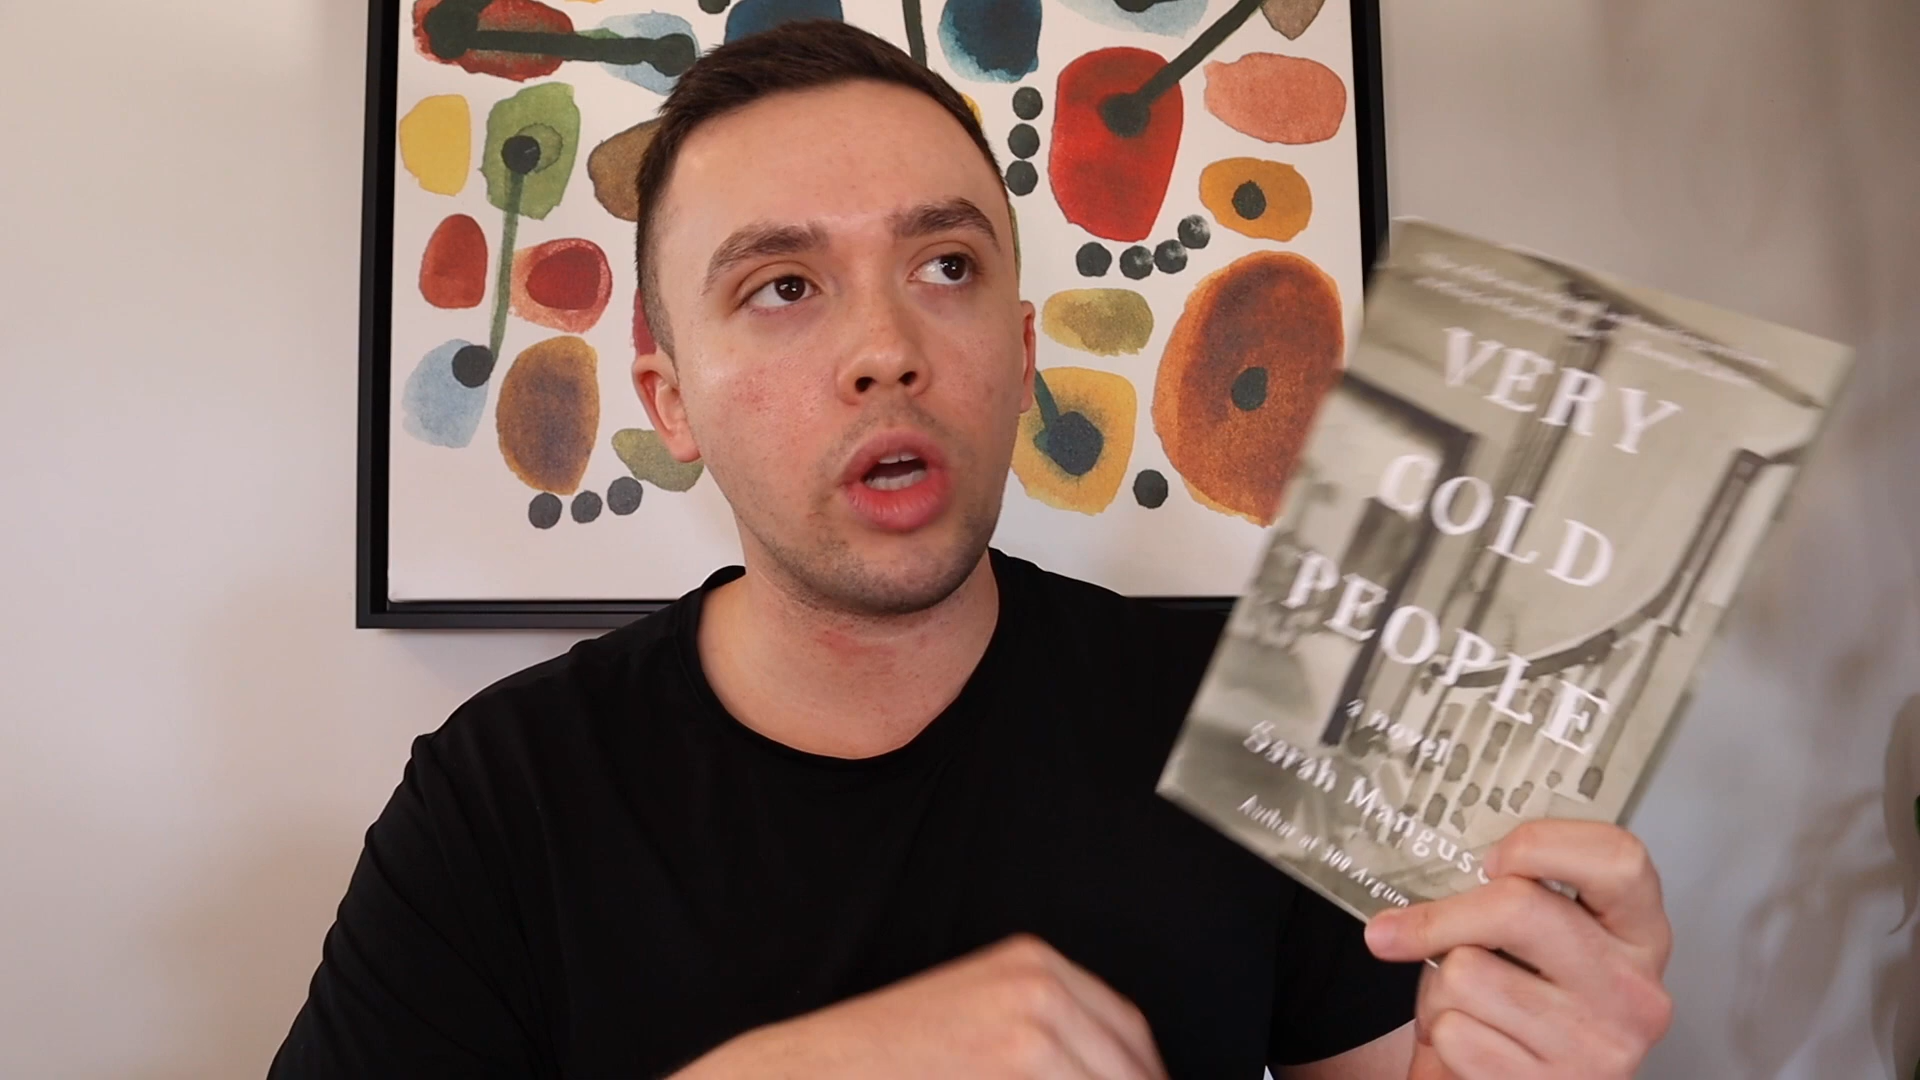 VERY
COLD
PEOPLE
a novel
Sarah Mangus
Author of 300 Argum